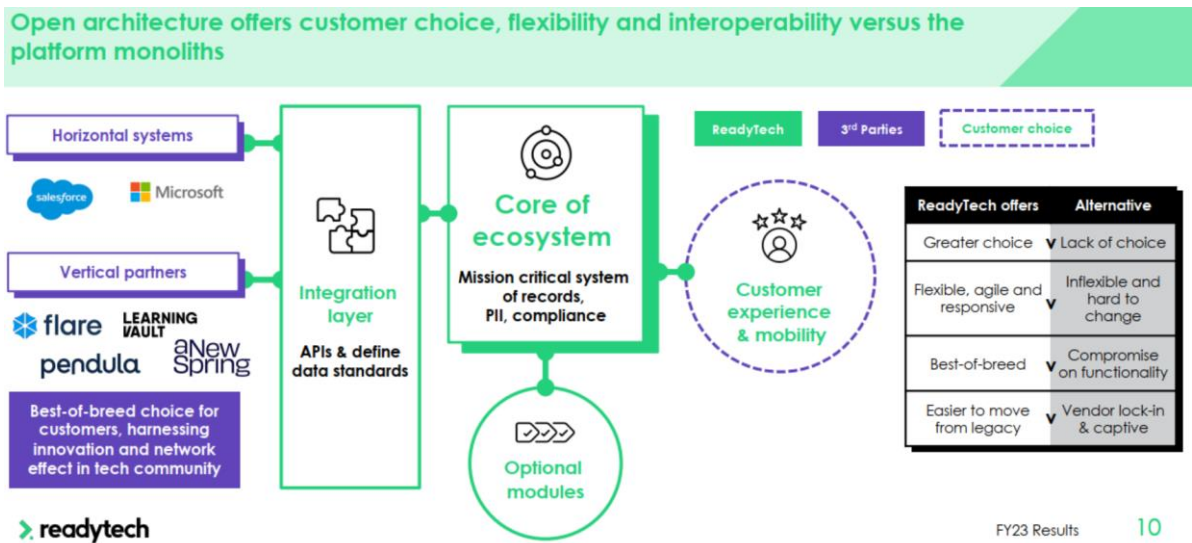 Open architecture offers customer choice, flexibility and interoperability versus the
platform monoliths
Horizontal systems
salesforce
Microsoft
Vertical partners
flare
LEARNING
VAULT
pendula
aNew
Spring
Best-of-breed choice for
customers, harnessing
innovation and network
effect in tech community
Integration
layer
APIs & define
data standards
Core of
ecosystem
Mission critical system
of records,
PII, compliance
Optional
modules
ReadyTech
3rd Parties
Customer choice
Customer
experience
& mobility
ReadyTech offers
Alternative
Greater choice
v
Lack of choice
Flexible, agile and
responsive
v
Inflexible and
hard to
change
Best-of-breed
v
Compromise
on functionality
Easier to move
from legacy
v
Vendor lock-in
& captive
readytech
FY23 Results
10